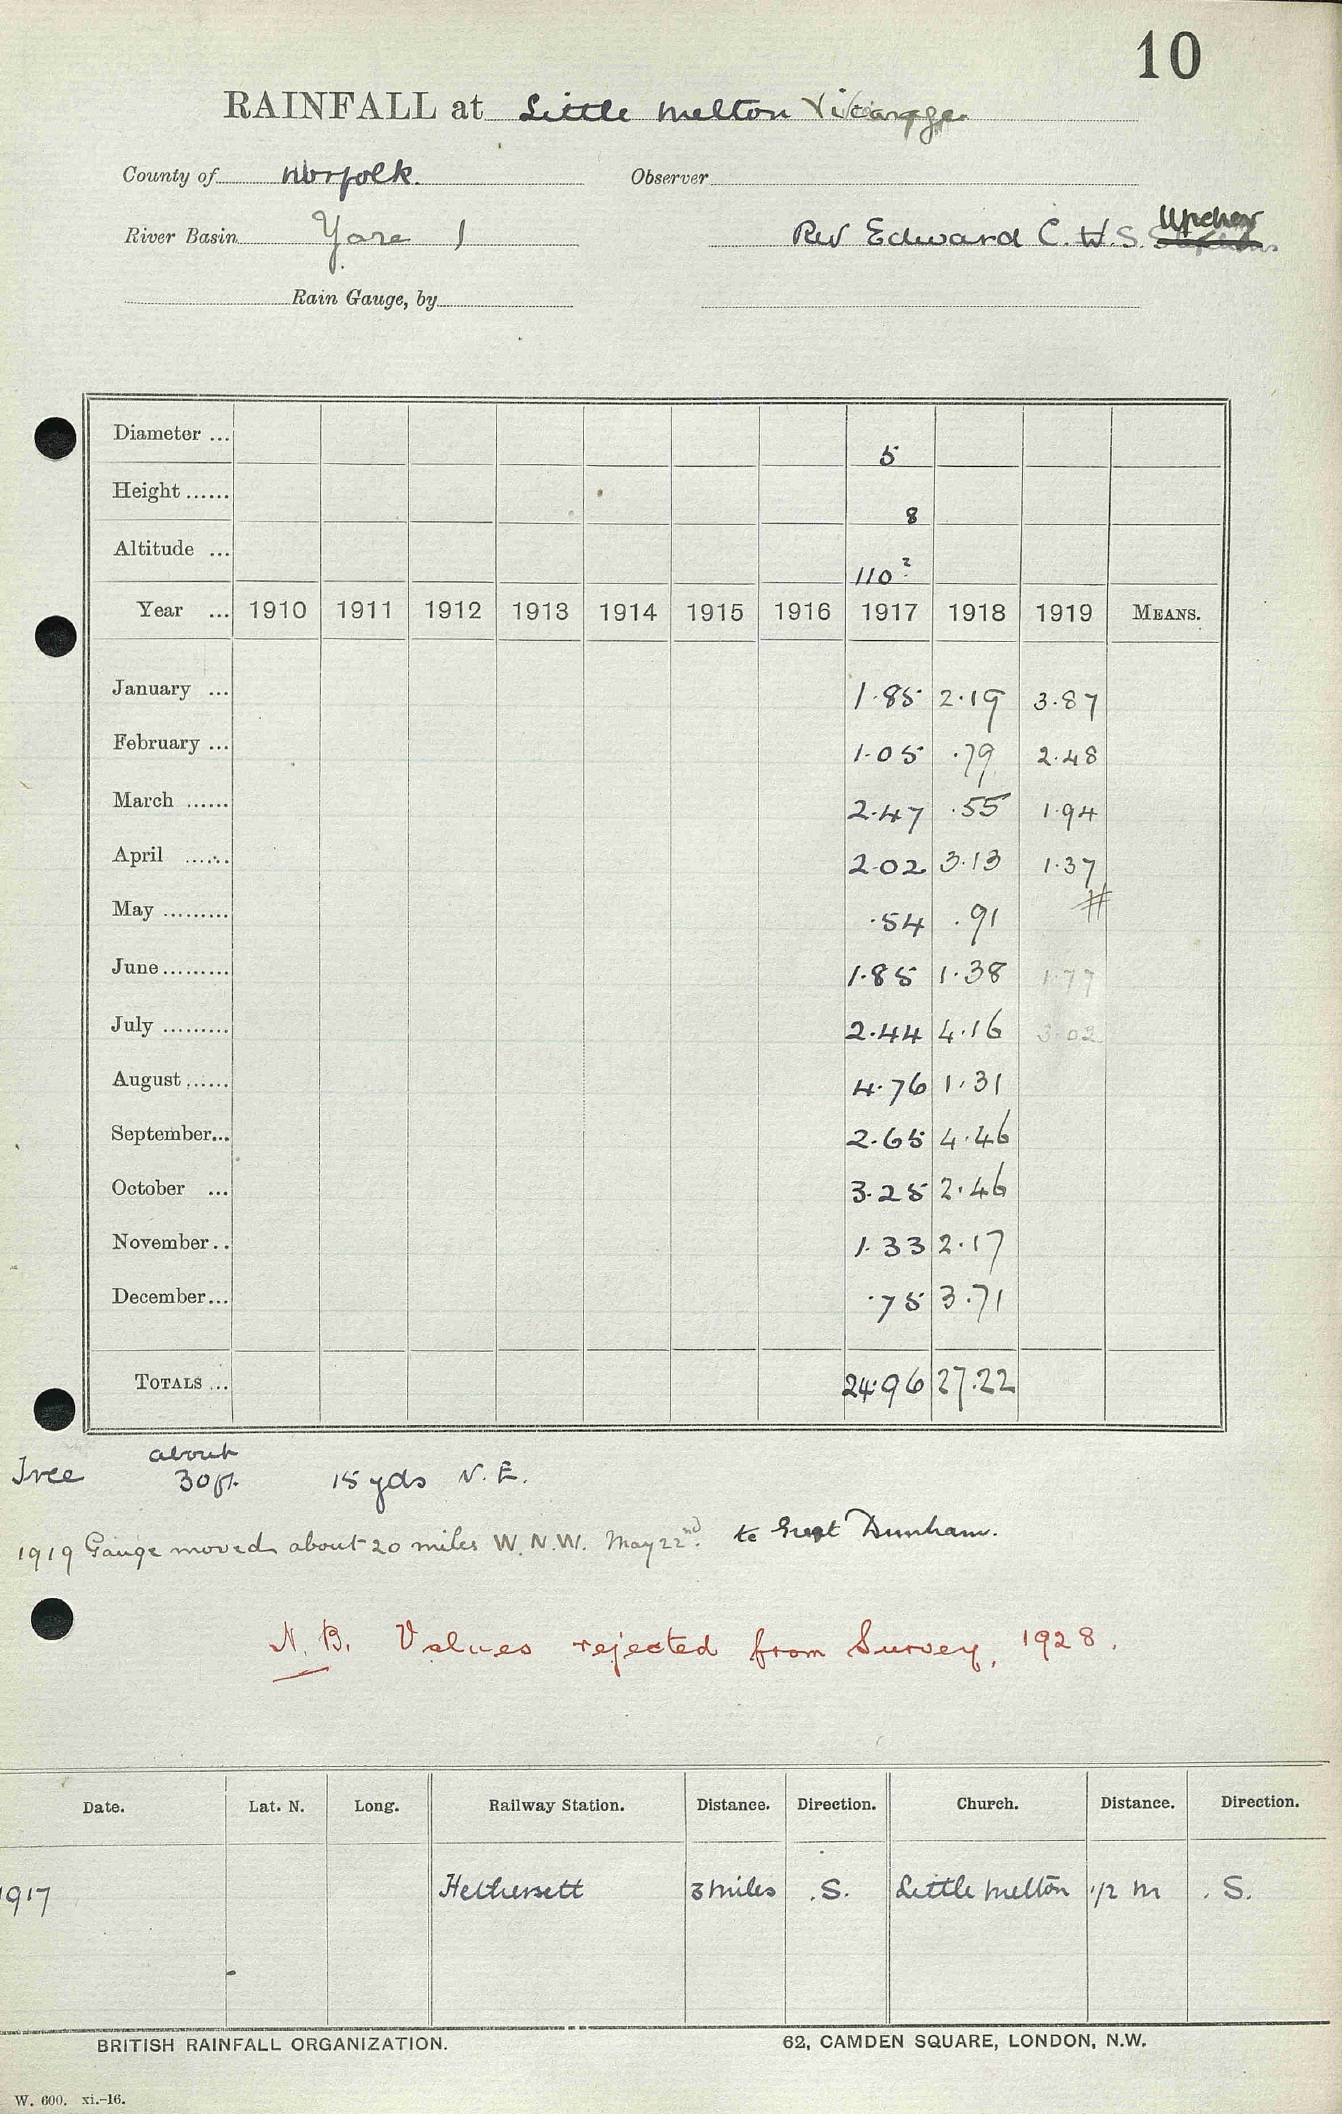 10
RAINFALL at Little Melton Vicarage
County of Norfolk. Observer
River Basin Yare 1 Rev Edward C. W. S. Upcher
Rain Gauge, by
Diameter ... 5
Height ...... 8
Altitude ... 110?
Year ... 1910 1911 1912 1913 1914 1915 1916 1917 1918 1919 MEANS.
January ... 1.85 2.19 3.87
February ... 1.05 .79 2.48
March ...... 2.47 .55 1.94
April ...... 2.02 3.13 1.37
May ......... .54 .91 #
June ......... 1.85 1.38 1.77
July ......... 2.44 4.16 3.02
August ...... 4.76 1.31
September... 2.65 4.46
October ... 3.25 2.46
November .. 1.33 2.17
December... .75 3.71
TOTALS ... 24.96 27.22
about
Tree 30ft. 15 yds N.E.
1919 Gauge moved about 20 miles W.N.W. May 22nd. to Great Dunham.
N.B. Values rejected from Survey, 1928.
Date. Lat. N. Long. Railway Station. Distance. Direction. Church. Distance. Direction.
1917 Hethersett 3 miles .S. Little Melton 1/2 m . S.
BRITISH RAINFALL ORGANIZATION. 62, CAMDEN SQUARE, LONDON, N.W.
W. 600. xi.-16.